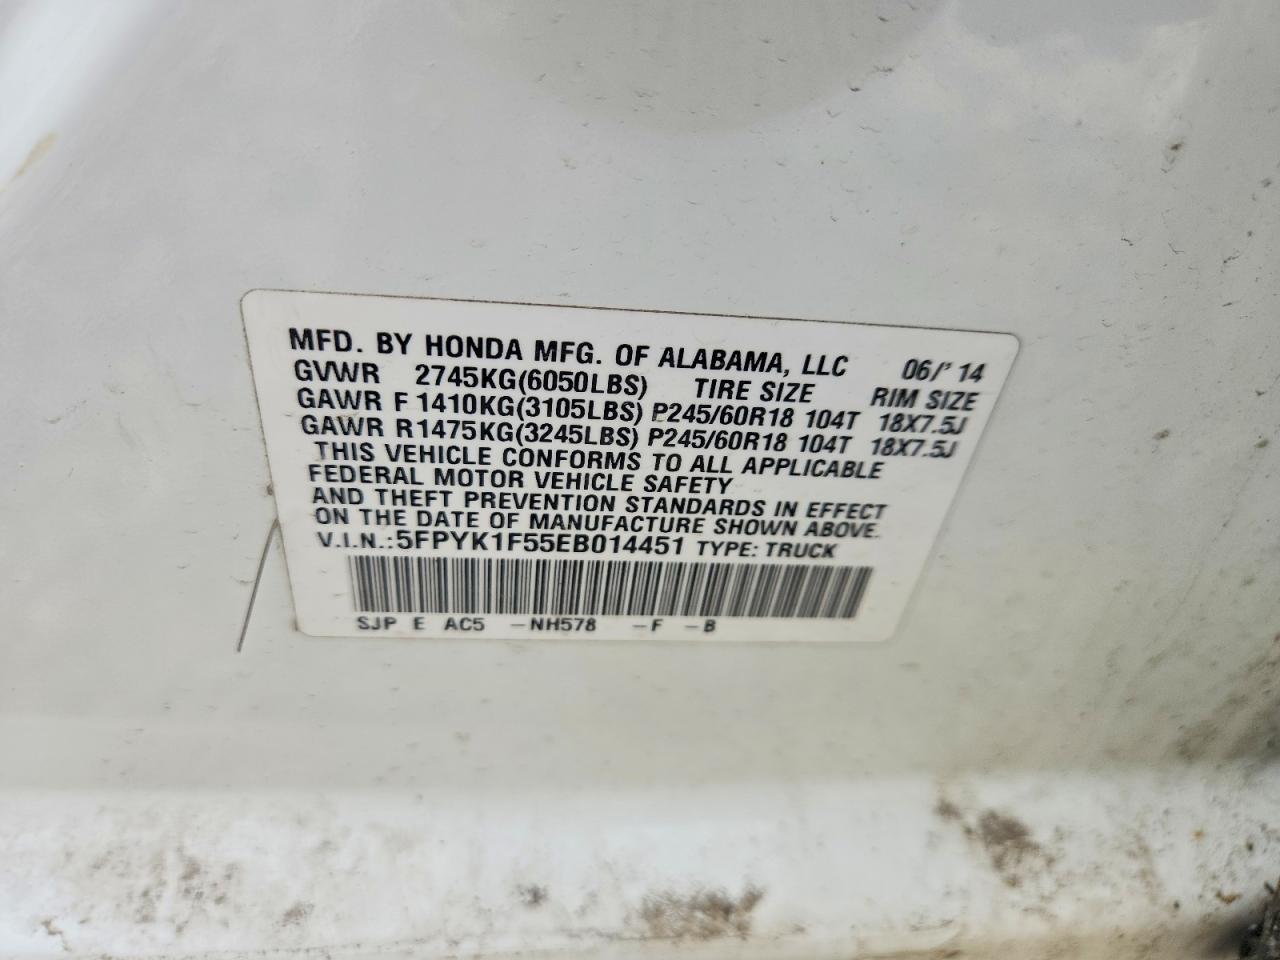 MFD. BY HONDA MFG. OF ALABAMA, LLC 06/' 14
GVWR 2745KG(6050LBS) TIRE SIZE RIM SIZE
GAWR F 1410KG(3105LBS) P245/60R18 104T 18X7.5J
GAWR R1475KG(3245LBS) P245/60R18 104T 18X7.5J
THIS VEHICLE CONFORMS TO ALL APPLICABLE
FEDERAL MOTOR VEHICLE SAFETY
AND THEFT PREVENTION STANDARDS IN EFFECT
ON THE DATE OF MANUFACTURE SHOWN ABOVE.
V.I.N.:5FPYK1F55EB014451 TYPE: TRUCK
SJP E AC5 -NH578 -F -B